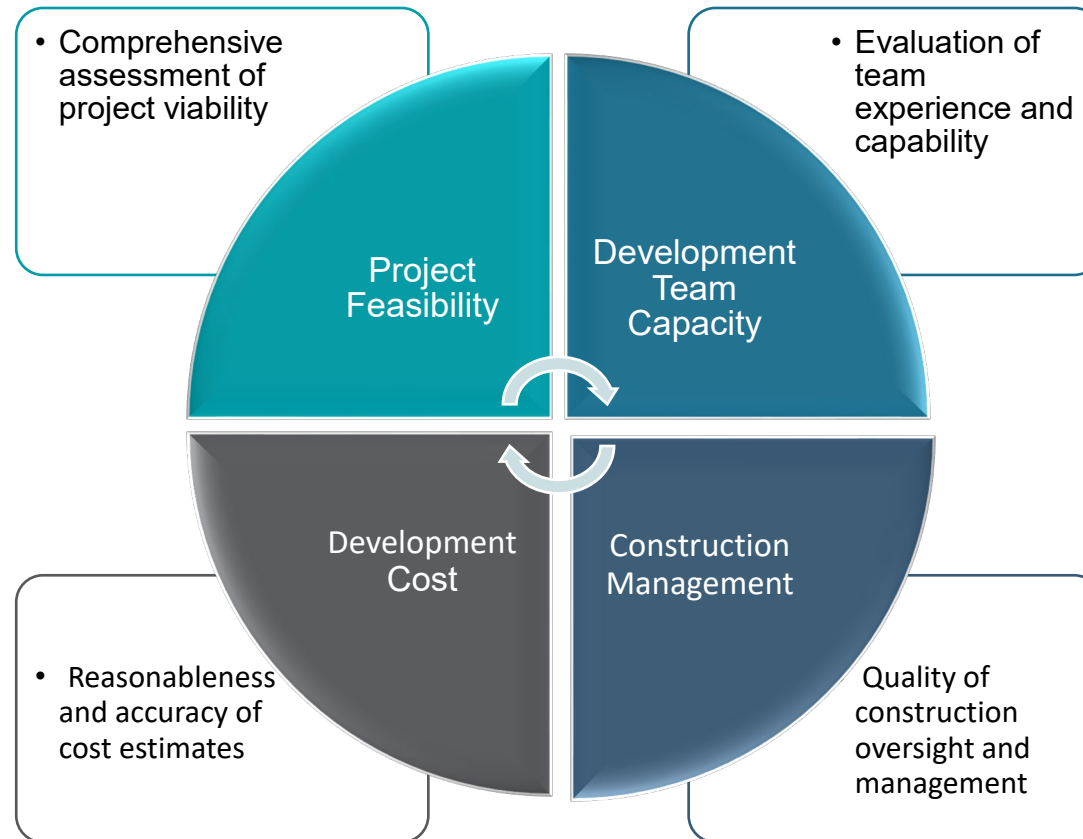 • Comprehensive
assessment of
project viability
• Evaluation of
team
experience and
capability
Project
Feasibility
Development
Team
Capacity
Development
Cost
Construction
Management
• Reasonableness
and accuracy of
cost estimates
Quality of
construction
oversight and
management